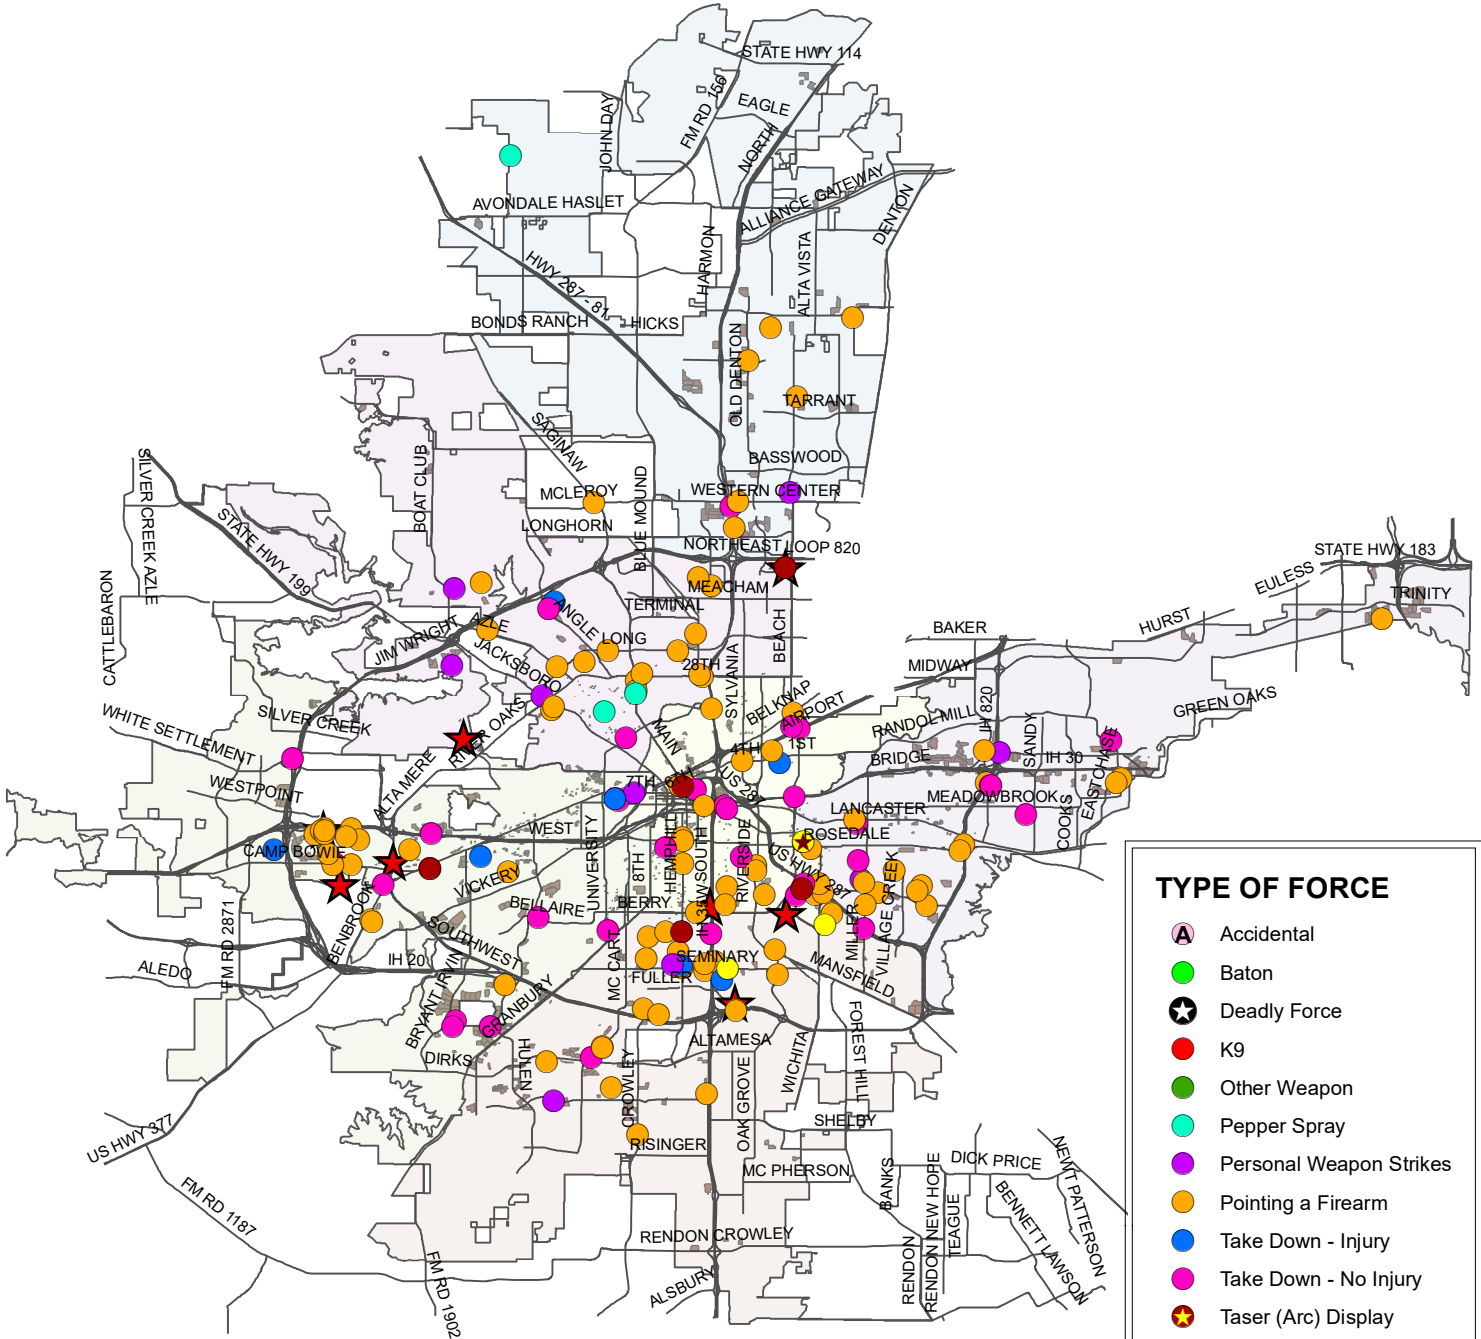 STATE HWY 114
FM RD 156
EAGLE
JOHN DAY
NORTH
ALLIANCE GATEWAY
AVONDALE HASLET
DENTON
HARMON
ALTA VISTA
HWY 287 - 81
BONDS RANCH
HICKS
OLD DENTON
TARRANT
SAGINAW
BOAT CLUB
BASSWOOD
SILVER CREEK AZLE
MCLEROY
BLUE MOUND
WESTERN CENTER
LONGHORN
STATE HWY 199
NORTHEAST LOOP 820
STATE HWY 183
EULESS
CATTLEBARON
MEACHAM
TRINITY
TERMINAL
ANGLE
HURST
AZLE
JIM WRIGHT
LONG
BEACH
BAKER
JACKSBORO
28TH
SYLVANIA
MIDWAY
WHITE SETTLEMENT
SILVER CREEK
RIVER OAKS
BELKNAP
AIRPORT
RANDOL MILL
IH 820
GREEN OAKS
MAIN
4TH
1ST
SANDY
EASTCHASE
BRIDGE
IH 30
WESTPOINT
ALTAMERE
7TH
6TH
US 287
MEADOWBROOK
LANCASTER
COOKS
WEST
UNIVERSITY
ROSEDALE
CAMP BOWIE
HEMPHILL
RIVERSIDE
US HWY 287
8TH
IH 35W SOUTH
VICKERY
BELLAIRE
BERRY
MILLER
VILLAGE CREEK
FM RD 2871
BENBROOK
SOUTHWEST
MC CART
SEMINARY
FULLER
MANSFIELD
ALEDO
IH 20
BRYANT IRVIN
GRANBURY
DIRKS
HULEN
CROWLEY
ALTAMESA
OAK GROVE
WICHITA
FOREST HILL
US HWY 377
SHELBY
RISINGER
MC PHERSON
BANKS
DICK PRICE
NEWT PATTERSON
FM RD 1187
RENDON NEW HOPE
TEAGUE
BENNETT LAWSON
RENDON CROWLEY
RENDON
ALSBURY
FM RD 1902
TYPE OF FORCE
A Accidental
Baton
Deadly Force
K9
Other Weapon
Pepper Spray
Personal Weapon Strikes
Pointing a Firearm
Take Down - Injury
Take Down - No Injury
Taser (Arc) Display